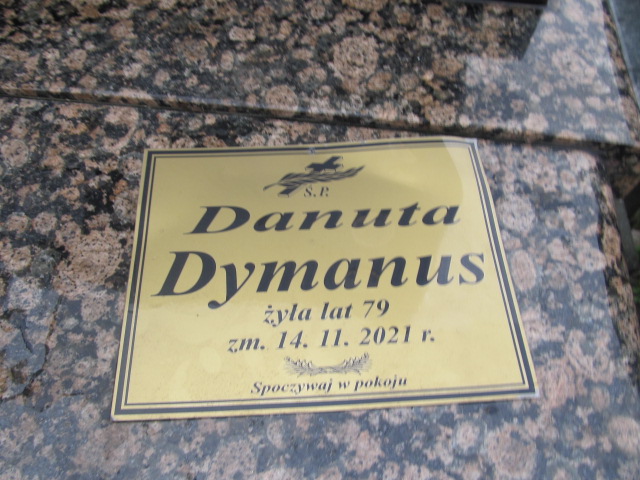 Ś.P.
Danuta
Dymanus
żyła lat 79
zm. 14. 11. 2021 r.
Spoczywaj w pokoju